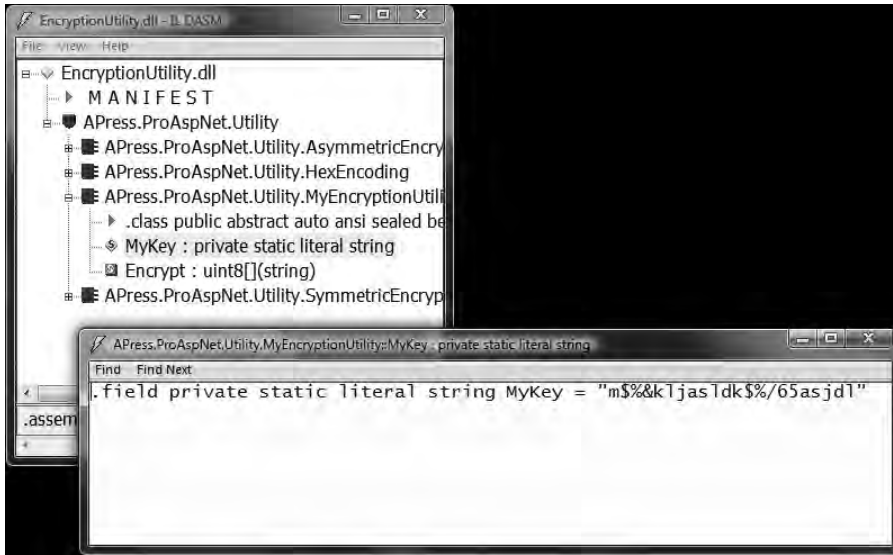 EncryptionUtility.dll - IL DASM
File View Help
EncryptionUtility.dll
M A N I F E S T
APress.ProAspNet.Utility
APress.ProAspNet.Utility.AsymmetricEncry
APress.ProAspNet.Utility.HexEncoding
APress.ProAspNet.Utility.MyEncryptionUtili
.class public abstract auto ansi sealed be
MyKey : private static literal string
Encrypt : uint8[](string)
APress.ProAspNet.Utility.SymmetricEncryp
.assem
APress.ProAspNet.Utility.MyEncryptionUtility::MyKey : private static literal string
Find Find Next
.field private static literal string MyKey = "m$%&kljasldk$%/65asjdl"